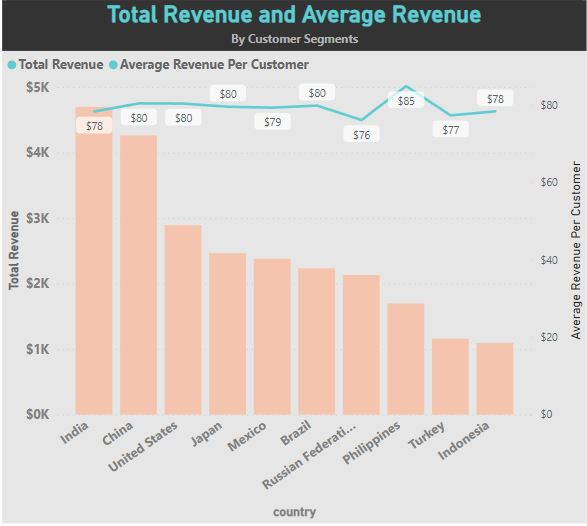 Total Revenue and Average Revenue
By Customer Segments
Total Revenue Average Revenue Per Customer
$5K
$4K
$3K
$2K
$1K
$0K
Total Revenue
$78
$80
$80
$80
$79
$80
$76
$85
$77
$78
$80
$60
$40
$20
$0
Average Revenue Per Customer
India
China
United States
Japan
Mexico
Brazil
Russian Federati...
Philippines
Turkey
Indonesia
country